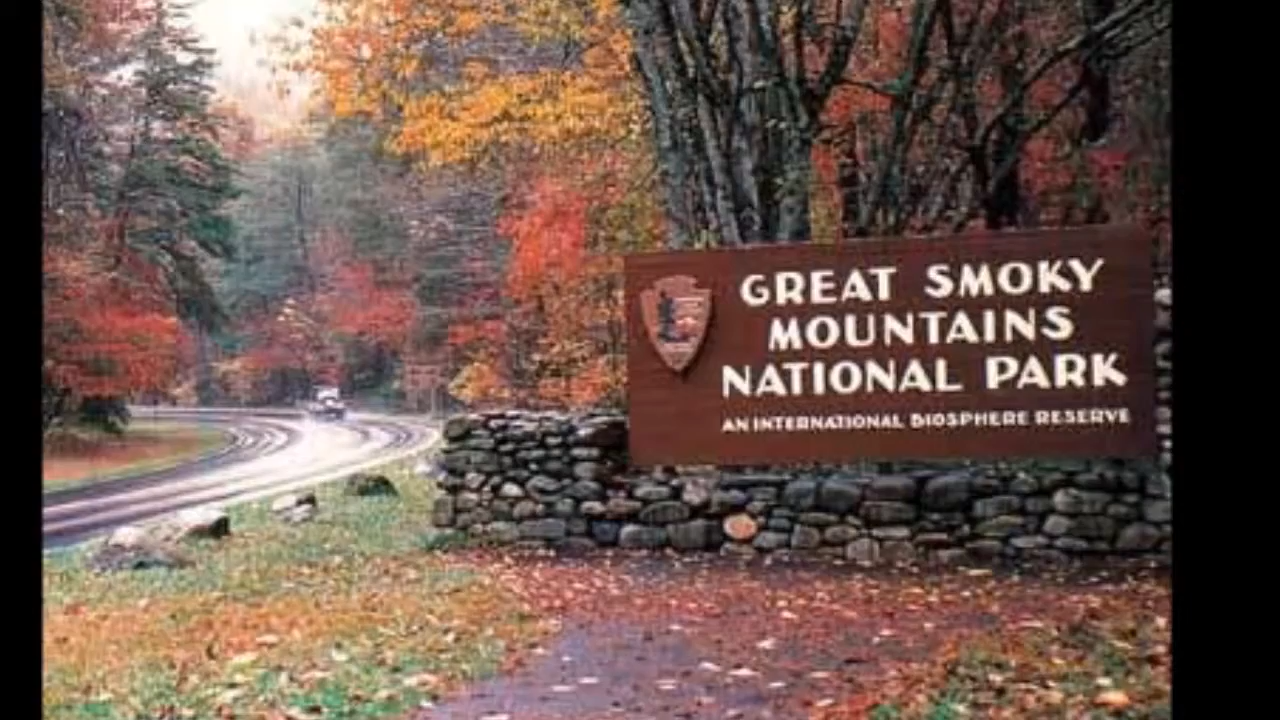 GREAT SMOKY
MOUNTAINS
NATIONAL PARK
AN INTERNATIONAL BIOSPHERE RESERVE